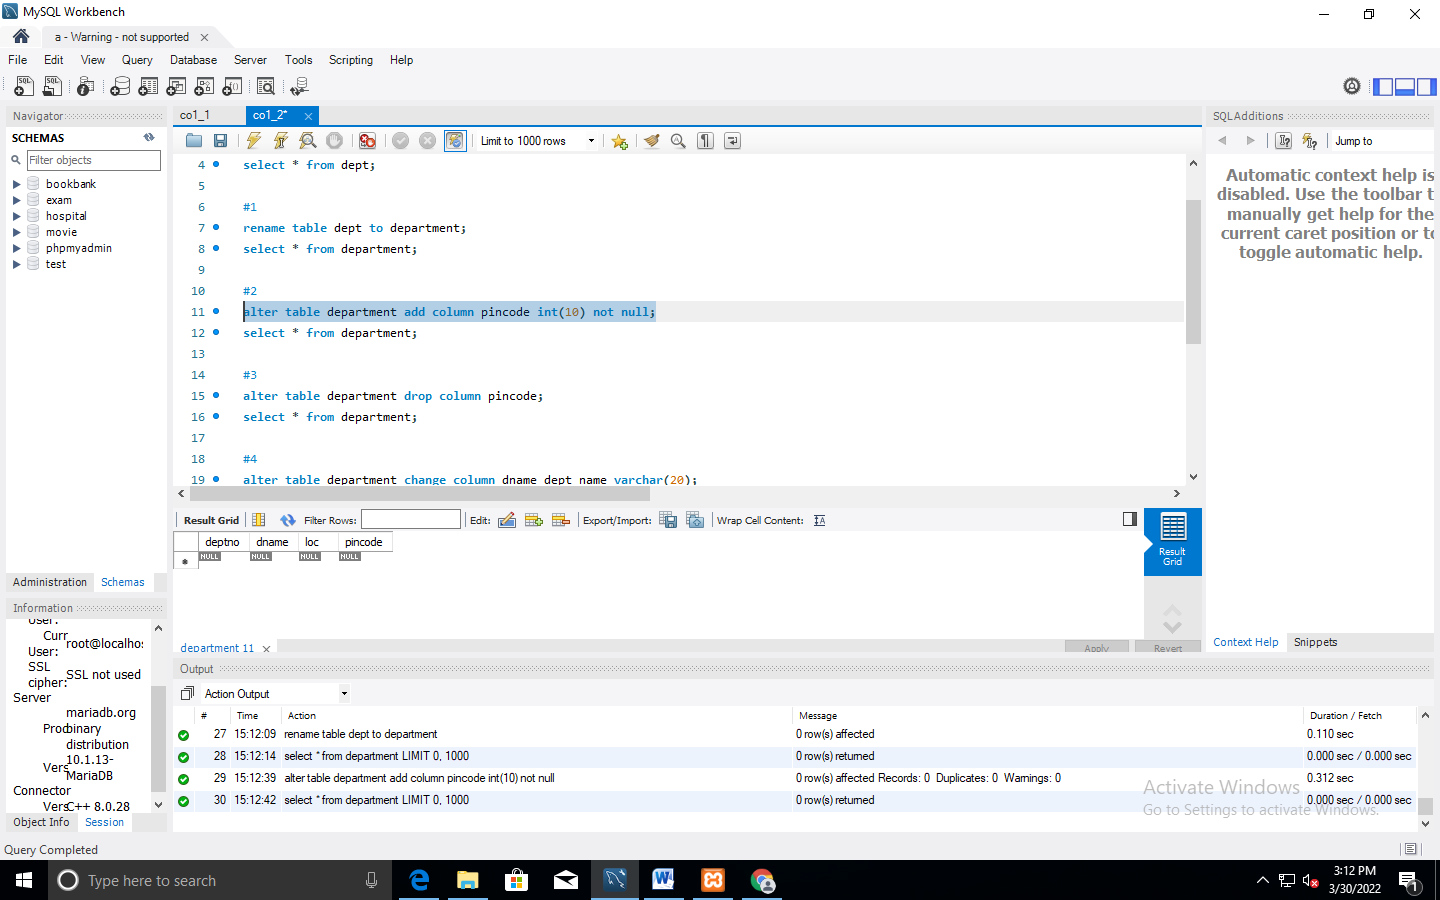 MySQL Workbench
a - Warning - not supported
File Edit View Query Database Server Tools Scripting Help
Navigator
SCHEMAS
Filter objects
bookbank
exam
hospital
movie
phpmyadmin
test
Administration Schemas
Information
User:
Curr
User: root@localho
SSL
cipher: SSL not used
Server
mariadb.org
Prod binary
distribution
10.1.13-
Vers MariaDB
Connector
Vers C++ 8.0.28
Object Info Session
Query Completed
co1_1 co1_2*
Limit to 1000 rows
4 select * from dept;
5
6 #1
7 rename table dept to department;
8 select * from department;
9
10 #2
11 alter table department add column pincode int(10) not null;
12 select * from department;
13
14 #3
15 alter table department drop column pincode;
16 select * from department;
17
18 #4
19 alter table department change column dname dept_name varchar(20);
Result Grid Filter Rows: Edit: Export/Import: Wrap Cell Content:
deptno dname loc pincode
NULL NULL NULL NULL
Result
Grid
department 11
Apply Revert
SQLAdditions
Jump to
Automatic context help is
disabled. Use the toolbar t
manually get help for the
current caret position or to
toggle automatic help.
Context Help Snippets
Output
Action Output
# Time Action Message Duration / Fetch
27 15:12:09 rename table dept to department 0 row(s) affected 0.110 sec
28 15:12:14 select * from department LIMIT 0, 1000 0 row(s) returned 0.000 sec / 0.000 sec
29 15:12:39 alter table department add column pincode int(10) not null 0 row(s) affected Records: 0 Duplicates: 0 Warnings: 0 0.312 sec
30 15:12:42 select * from department LIMIT 0, 1000 0 row(s) returned 0.000 sec / 0.000 sec
Activate Windows
Go to Settings to activate Windows.
Type here to search
3:12 PM
3/30/2022
1